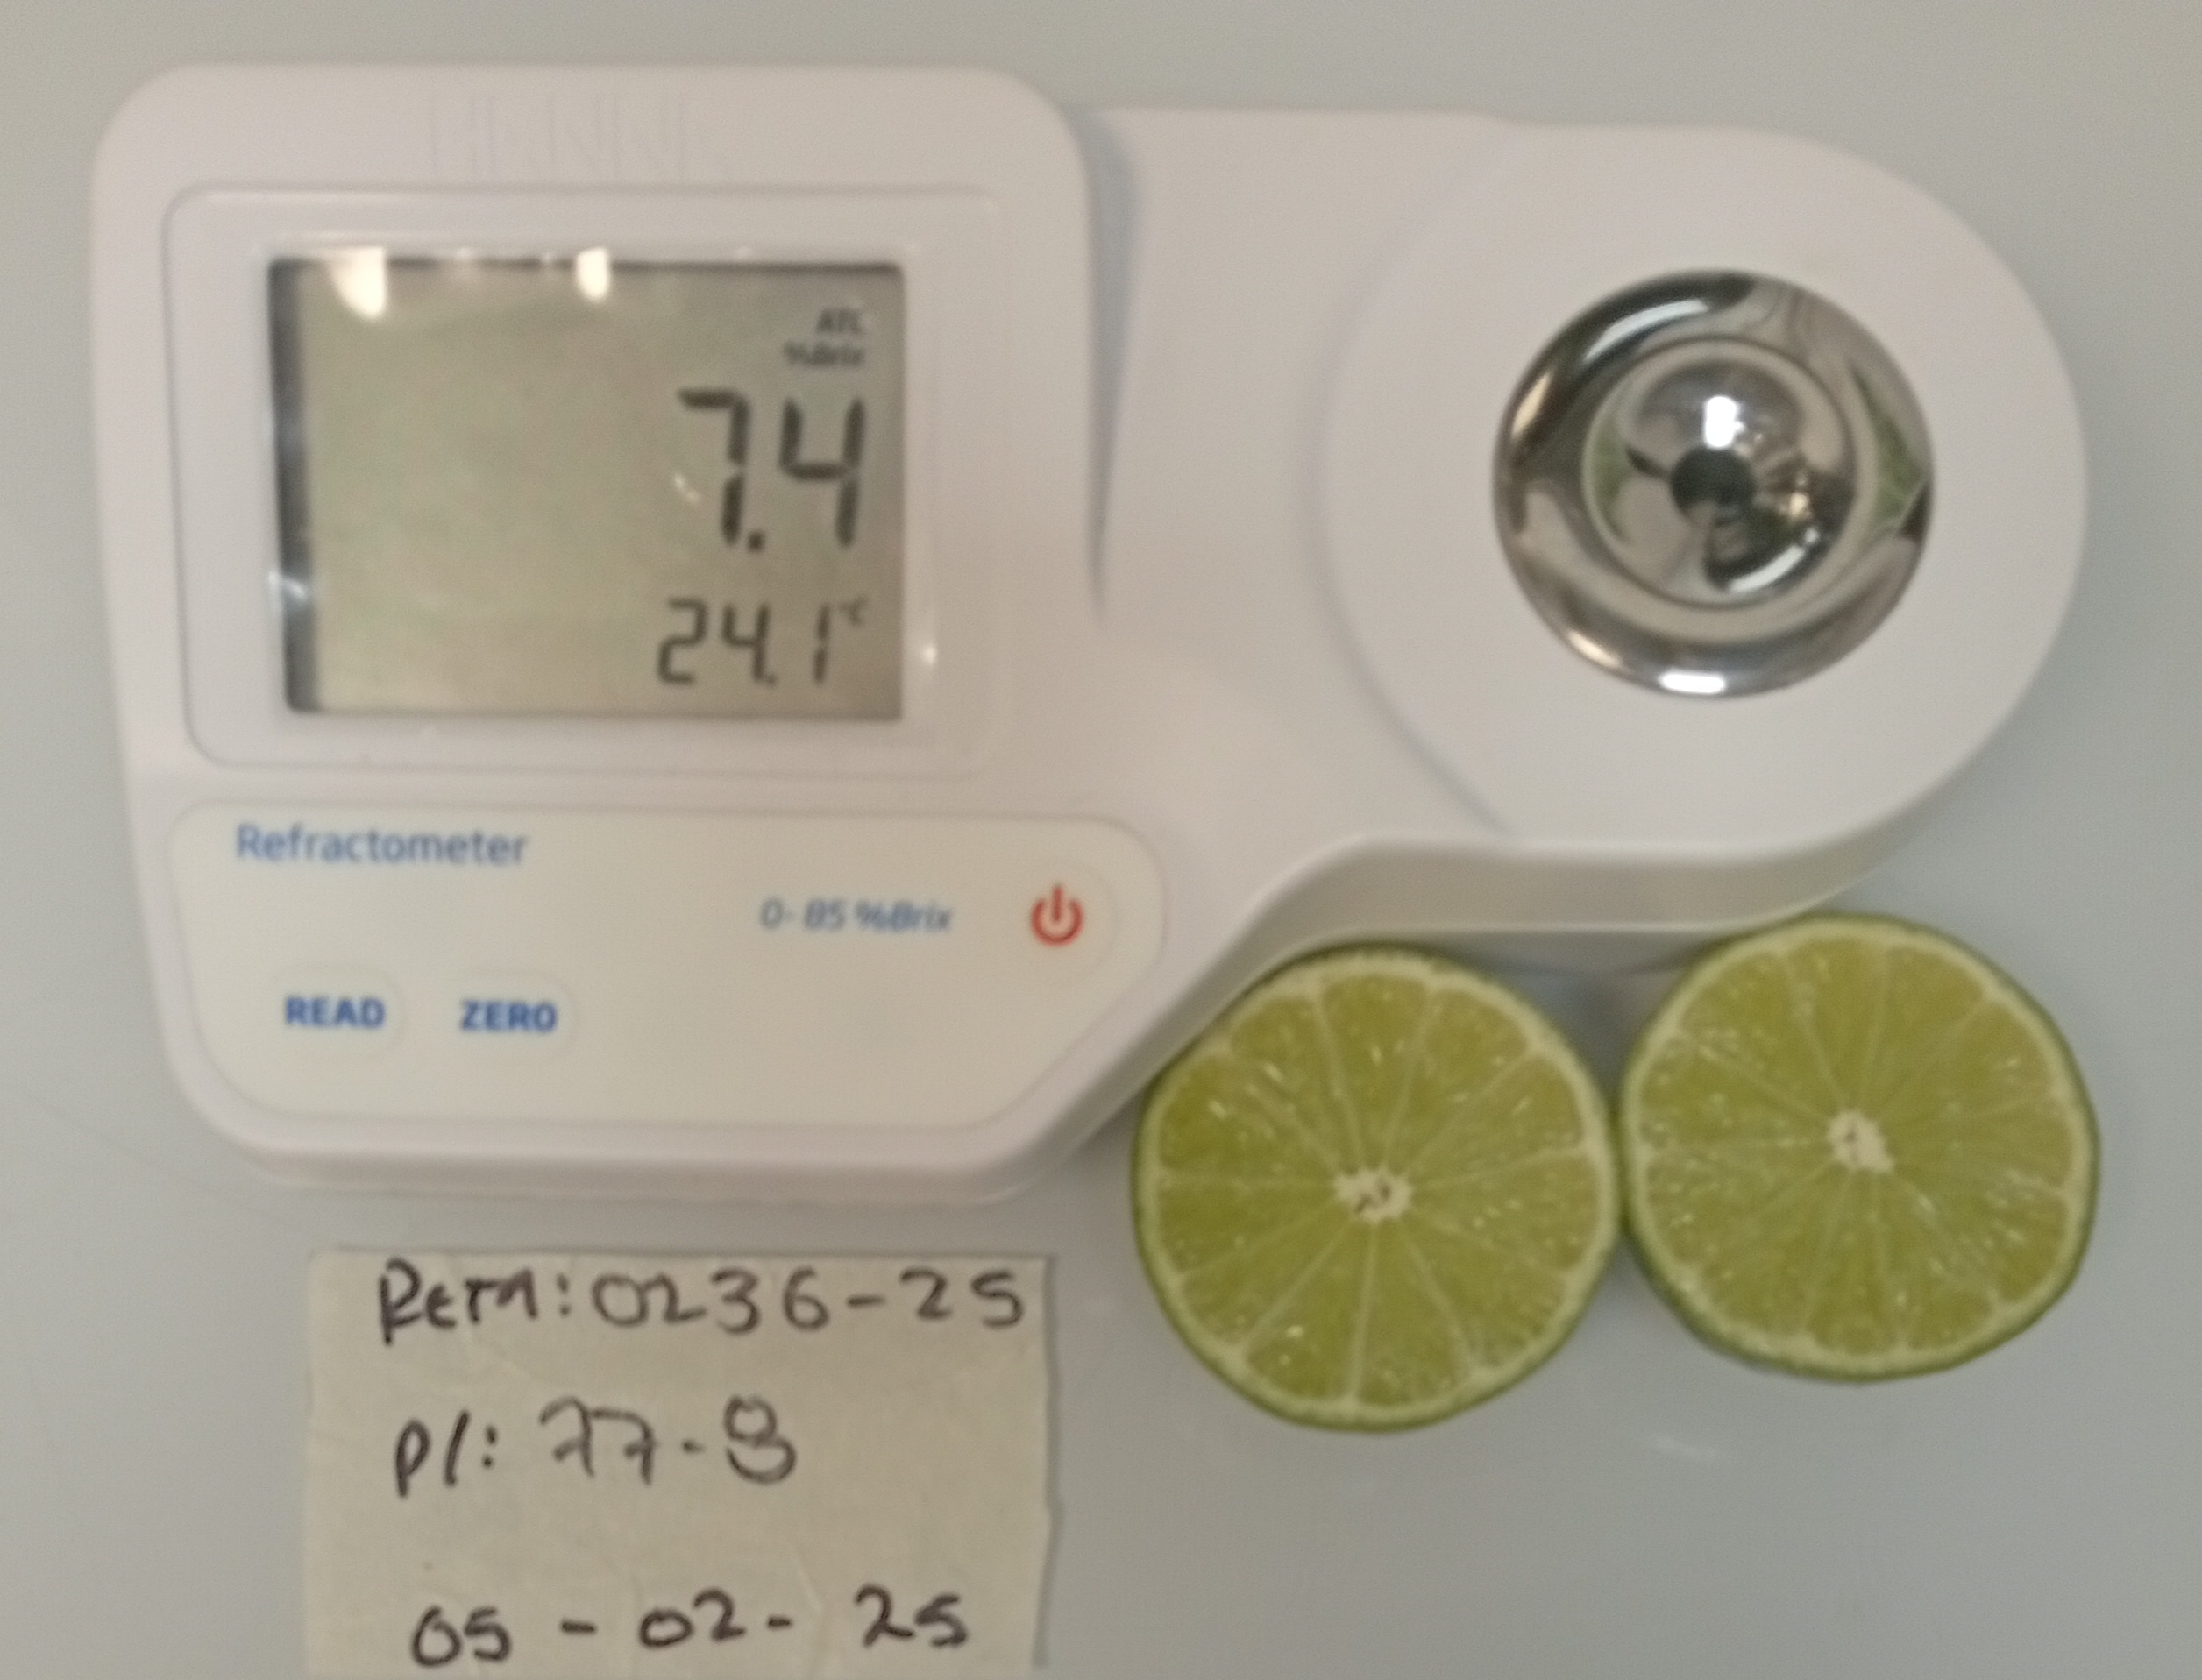 ATC
%Brix
7.4
24.1°C
Refractometer
0- 85 %Brix
READ
ZERO
Rem: 0236-25
P/: 77-8
05 - 02 - 25